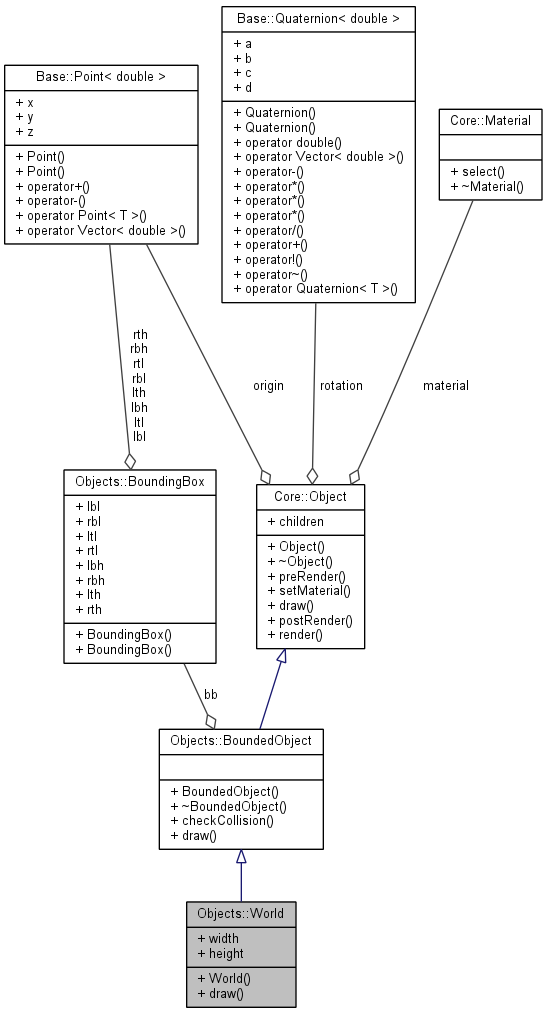 Base::Quaternion< double >
+ a
+ b
+ c
+ d
+ Quaternion()
+ Quaternion()
+ operator double()
+ operator Vector< double >()
+ operator-()
+ operator*()
+ operator*()
+ operator*()
+ operator/()
+ operator+()
+ operator!()
+ operator~()
+ operator Quaternion< T >()
Base::Point< double >
+ x
+ y
+ z
+ Point()
+ Point()
+ operator+()
+ operator-()
+ operator Point< T >()
+ operator Vector< double >()
Core::Material
+ select()
+ ~Material()
rth
rbh
rtl
rbl
lth
lbh
ltl
lbl
origin
rotation
material
Objects::BoundingBox
+ lbl
+ rbl
+ ltl
+ rtl
+ lbh
+ rbh
+ lth
+ rth
+ BoundingBox()
+ BoundingBox()
Core::Object
+ children
+ Object()
+ ~Object()
+ preRender()
+ setMaterial()
+ draw()
+ postRender()
+ render()
bb
Objects::BoundedObject
+ BoundedObject()
+ ~BoundedObject()
+ checkCollision()
+ draw()
Objects::World
+ width
+ height
+ World()
+ draw()